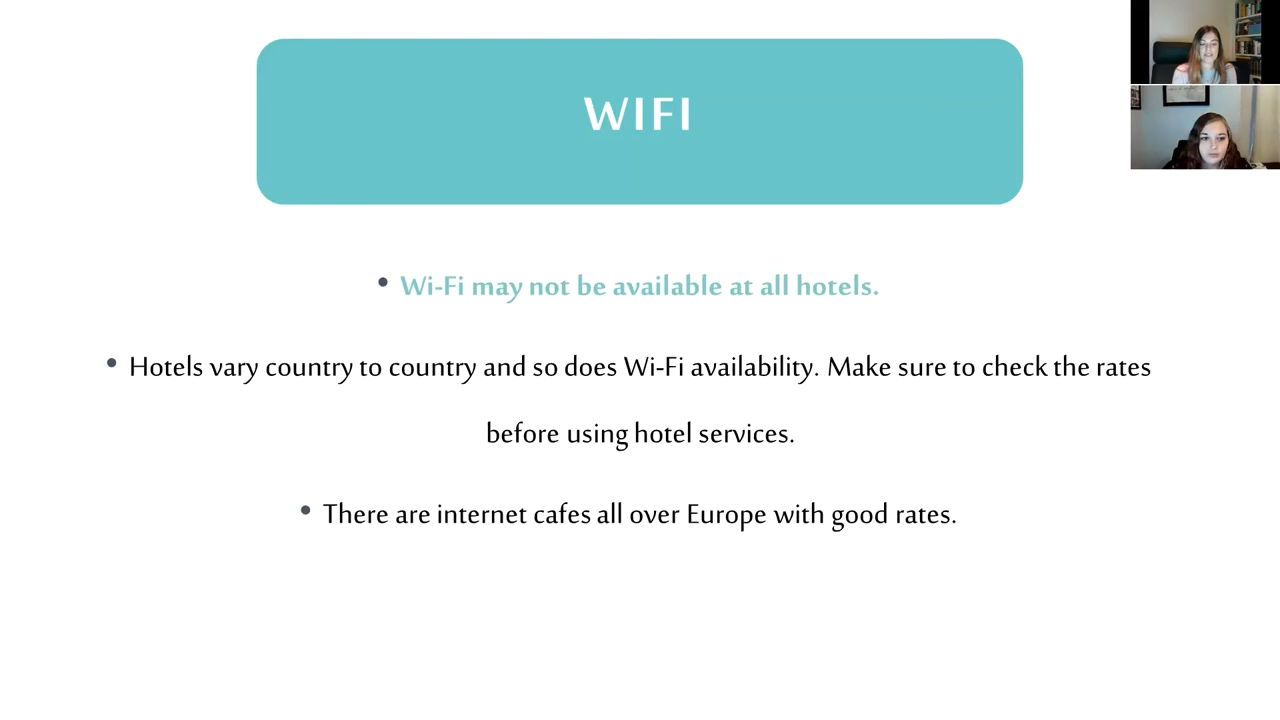 WIFI
• Wi-Fi may not be available at all hotels.
• Hotels vary country to country and so does Wi-Fi availability. Make sure to check the rates
before using hotel services.
• There are internet cafes all over Europe with good rates.